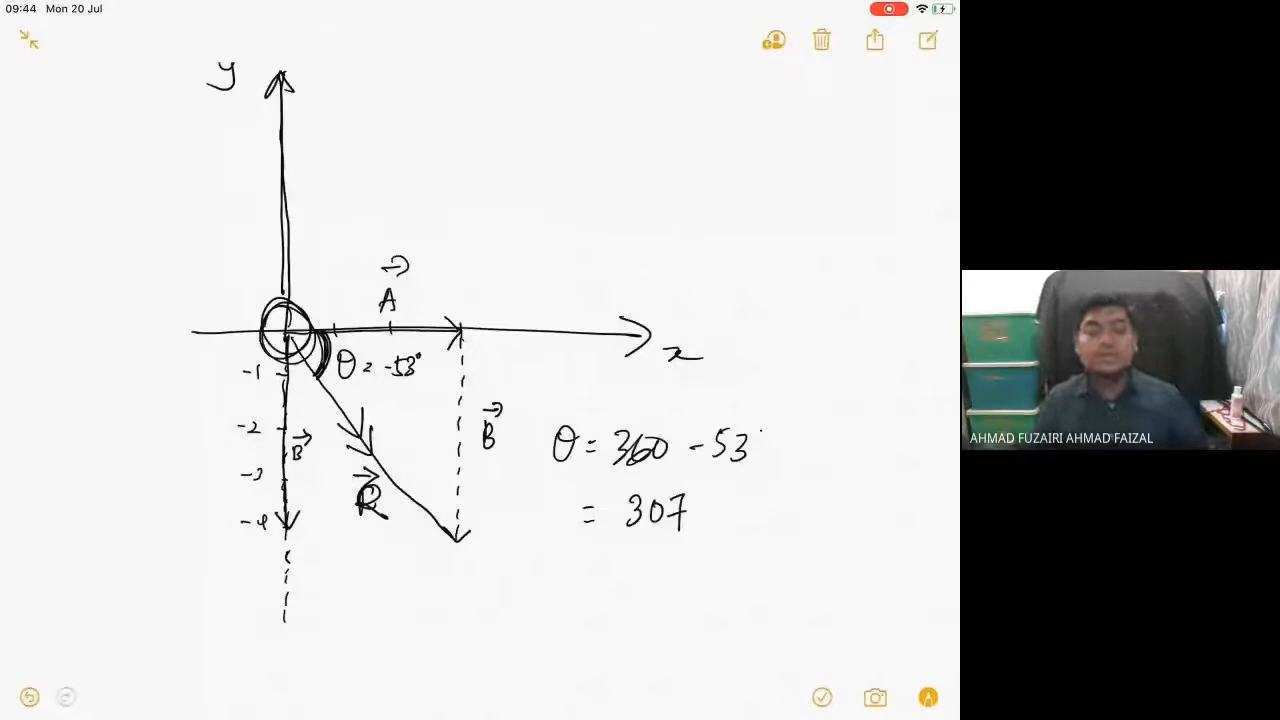 09:44 Mon 20 Jul
y
A
x
θ = -53°
-1
-2
B
B
-3
R
-4
θ = 360 - 53°
= 307
AHMAD FUZAIRI AHMAD FAIZAL